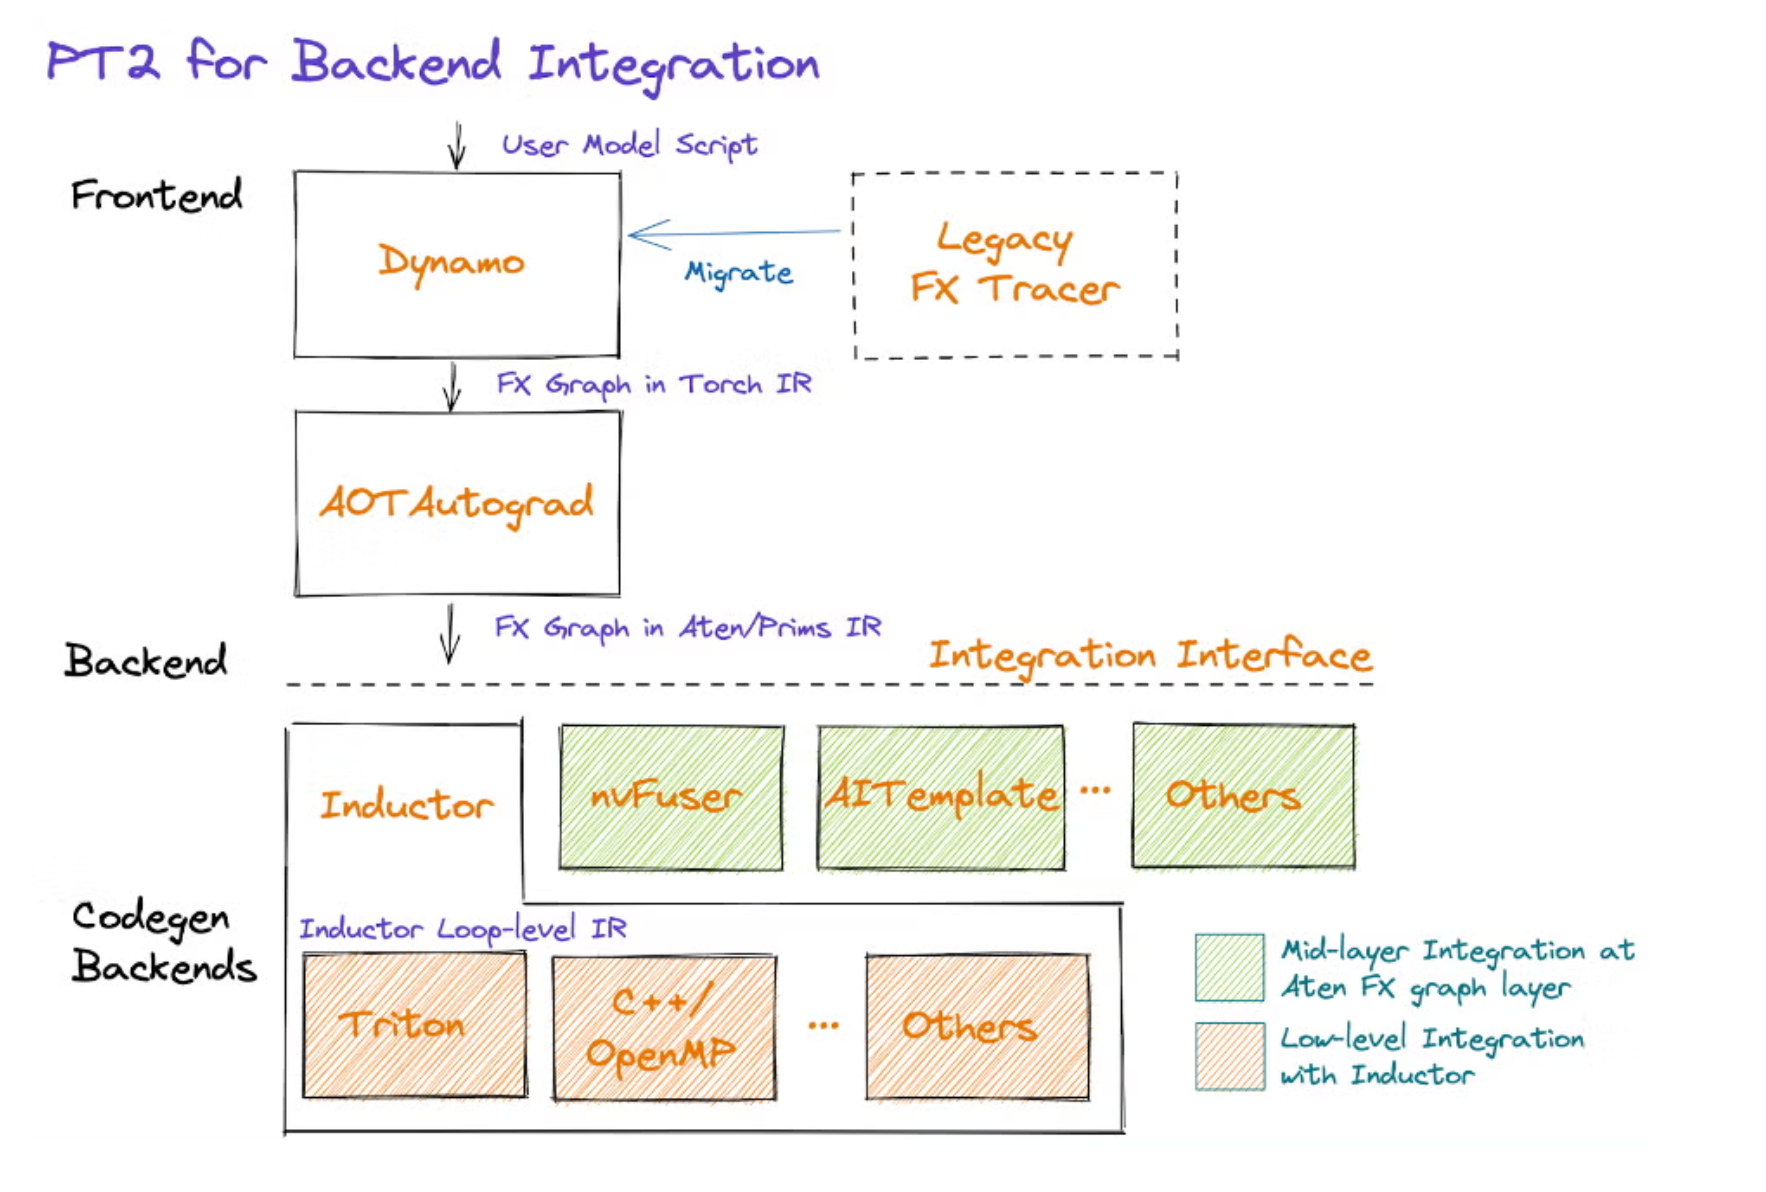 PT2 for Backend Integration
User Model Script
Frontend
Dynamo
Migrate
Legacy
FX Tracer
FX Graph in Torch IR
AOTAutograd
FX Graph in Aten/Prims IR
Backend
Integration Interface
Inductor
nvFuser
AITemplate
...
Others
Codegen
Backends
Inductor Loop-level IR
Triton
C++/
OpenMP
...
Others
Mid-layer Integration at
Aten FX graph layer
Low-level Integration
with Inductor